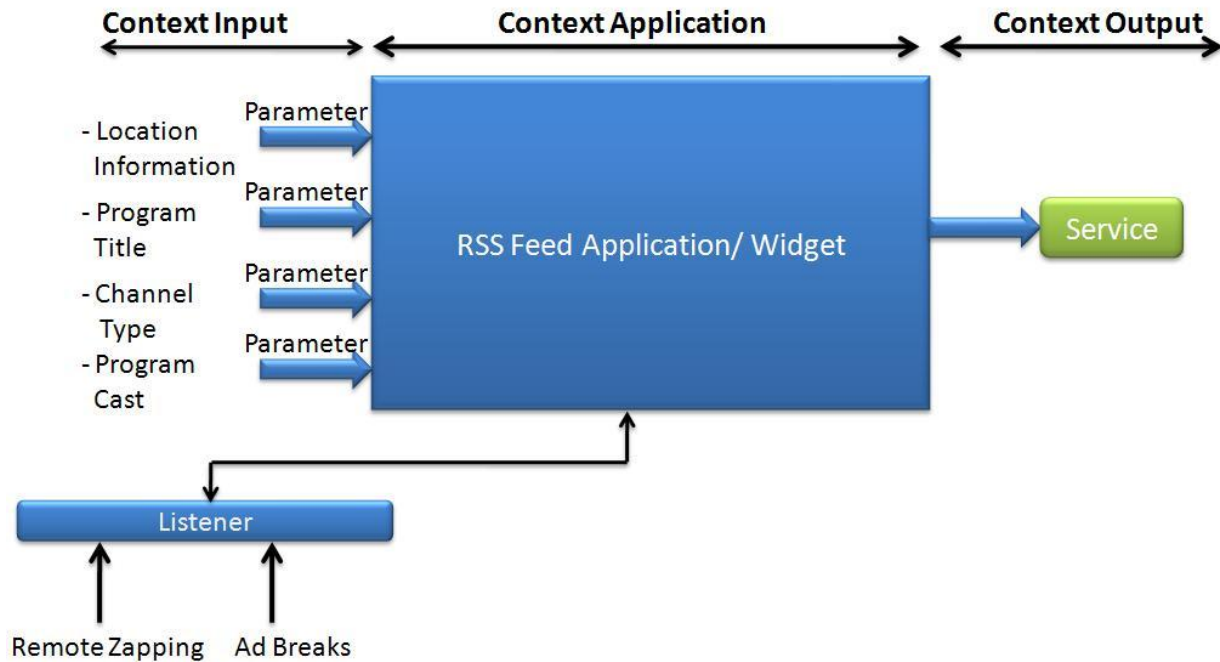 Context Input
Context Application
Context Output
Parameter
- Location
Information
Parameter
- Program
Title
Parameter
- Channel
Type
Parameter
- Program
Cast
RSS Feed Application/ Widget
Service
Listener
Remote Zapping
Ad Breaks